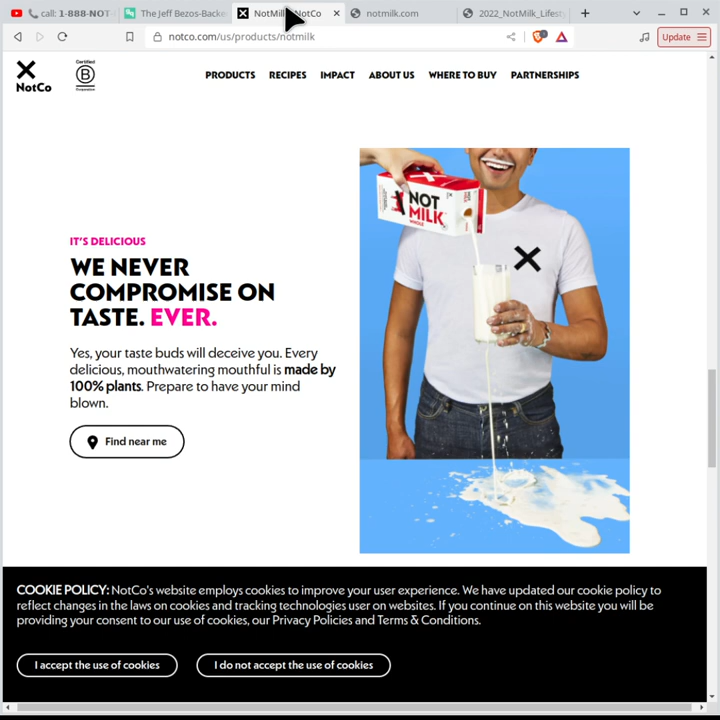 call: 1-888-NOT-
The Jeff Bezos-Backe
NotMilk
NotCo
notmilk.com
2022_NotMilk_Lifest
notco.com/us/products/notmilk
Update
NotCo
Certified
B
Corporation
PRODUCTS
RECIPES
IMPACT
ABOUT US
WHERE TO BUY
PARTNERSHIPS
NOT
MILK
WHOLE
IT'S DELICIOUS
WE NEVER
COMPROMISE ON
TASTE. EVER.
Yes, your taste buds will deceive you. Every
delicious, mouthwatering mouthful is made by
100% plants. Prepare to have your mind
blown.
Find near me
COOKIE POLICY: NotCo's website employs cookies to improve your user experience. We have updated our cookie policy to
reflect changes in the laws on cookies and tracking technologies user on websites. If you continue on this website you will be
providing your consent to our use of cookies, our Privacy Policies and Terms & Conditions.
I accept the use of cookies
I do not accept the use of cookies